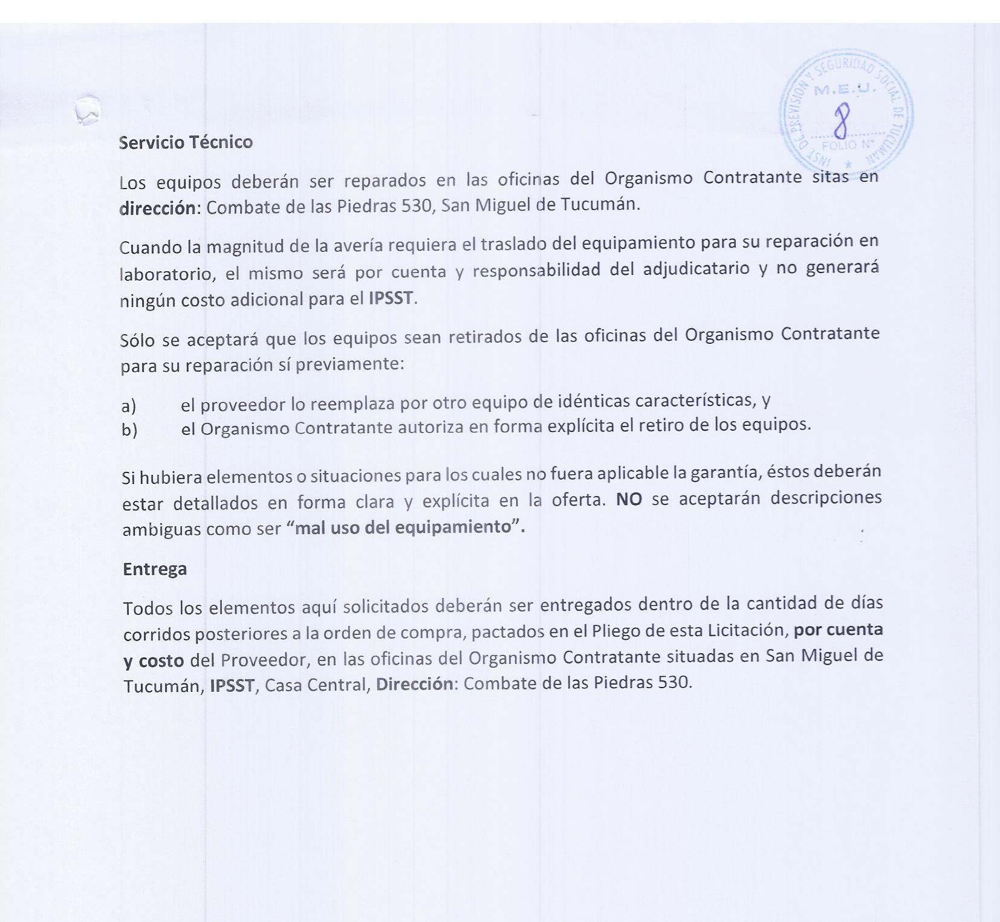 INST. DE PREVISION Y SEGURIDAD SOCIAL DE TUCUMAN
M.E.U.
8
FOLIO N°
Servicio Técnico
Los equipos deberán ser reparados en las oficinas del Organismo Contratante sitas en
dirección: Combate de las Piedras 530, San Miguel de Tucumán.
Cuando la magnitud de la avería requiera el traslado del equipamiento para su reparación en
laboratorio, el mismo será por cuenta y responsabilidad del adjudicatario y no generará
ningún costo adicional para el IPSST.
Sólo se aceptará que los equipos sean retirados de las oficinas del Organismo Contratante
para su reparación sí previamente:
a) el proveedor lo reemplaza por otro equipo de idénticas características, y
b) el Organismo Contratante autoriza en forma explícita el retiro de los equipos.
Si hubiera elementos o situaciones para los cuales no fuera aplicable la garantía, éstos deberán
estar detallados en forma clara y explícita en la oferta. NO se aceptarán descripciones
ambiguas como ser “mal uso del equipamiento”.
Entrega
Todos los elementos aquí solicitados deberán ser entregados dentro de la cantidad de días
corridos posteriores a la orden de compra, pactados en el Pliego de esta Licitación, por cuenta
y costo del Proveedor, en las oficinas del Organismo Contratante situadas en San Miguel de
Tucumán, IPSST, Casa Central, Dirección: Combate de las Piedras 530.